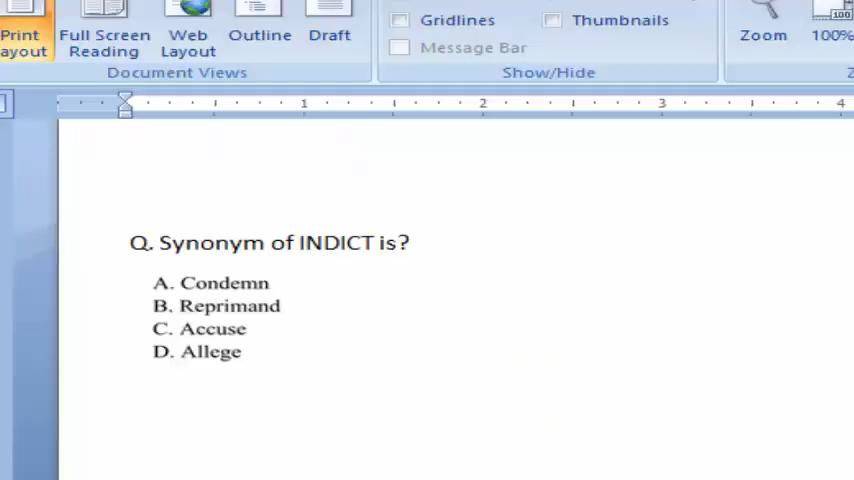 Gridlines Thumbnails
Print Full Screen Web Outline Draft Zoom 100%
Layout Reading Layout Message Bar
Document Views Show/Hide
1 2 3 4
Q. Synonym of INDICT is?
A. Condemn
B. Reprimand
C. Accuse
D. Allege